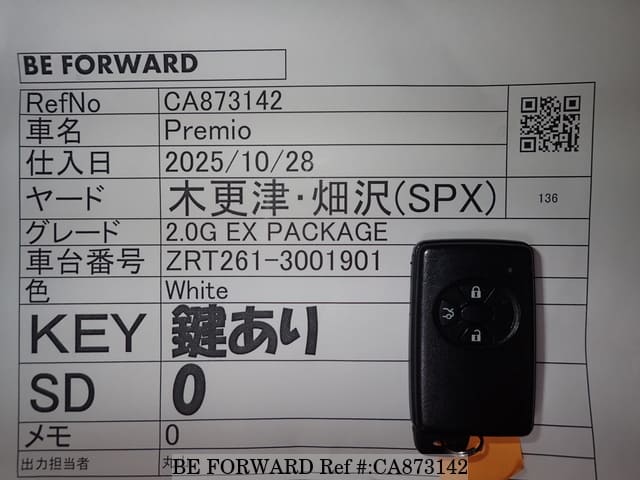 BE FORWARD
RefNo CA873142
車名 Premio
仕入日 2025/10/28
ヤード 木更津・畑沢(SPX) 136
グレード 2.0G EX PACKAGE
車台番号 ZRT261-3001901
色 White
KEY 鍵あり
SD 0
メモ 0
出力担当者
BE FORWARD Ref #:CA873142